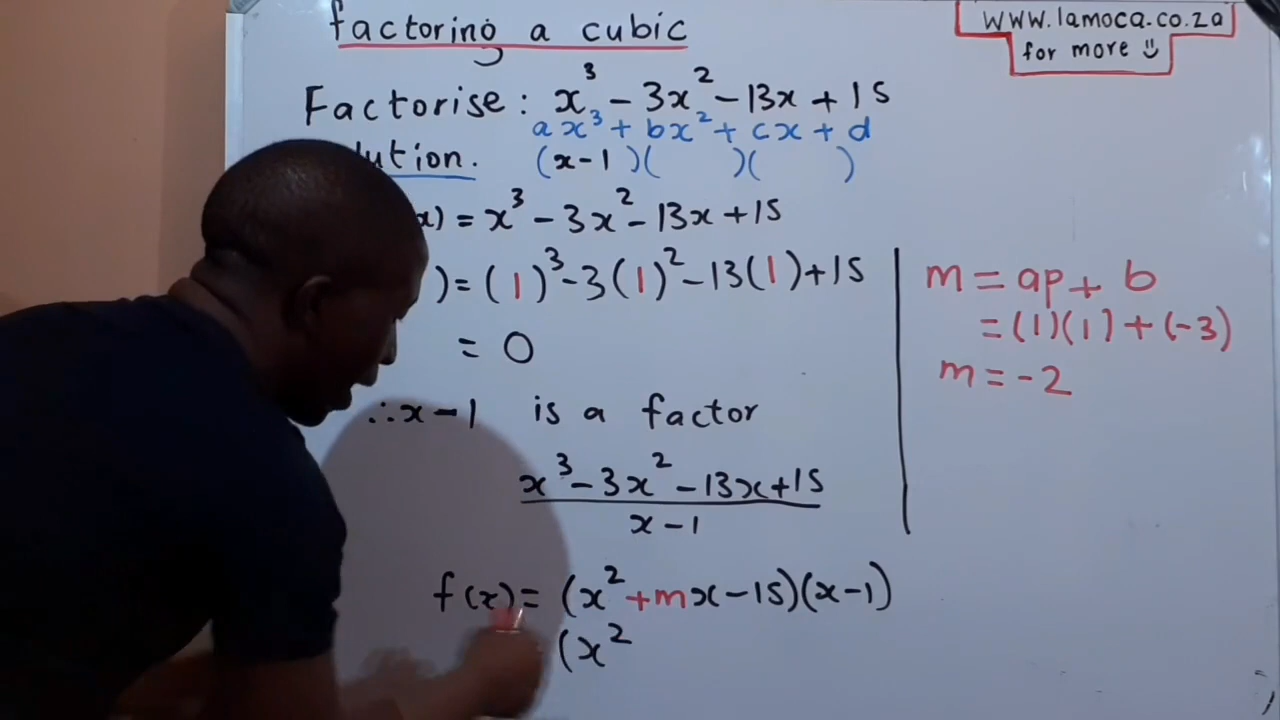 factoring a cubic
www.lamoca.co.za
for more
Factorise: x³ - 3x² - 13x + 15
ax³ + bx² + cx + d
(x-1)( )( )
x) = x³ - 3x² - 13x + 15
) = (1)³ - 3(1)² - 13(1) + 15
= 0
∴ x - 1 is a factor
x³ - 3x² - 13x + 15
x - 1
f(x) = (x² + mx - 15)(x - 1)
(x²
m = ap + b
= (1)(1) + (-3)
m = -2